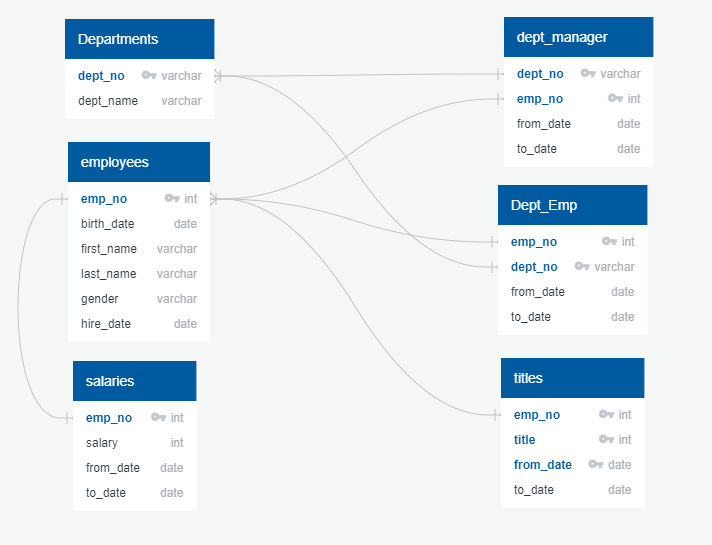 Departments
dept_no varchar
dept_name varchar
employees
emp_no int
birth_date date
first_name varchar
last_name varchar
gender varchar
hire_date date
salaries
emp_no int
salary int
from_date date
to_date date
dept_manager
dept_no varchar
emp_no int
from_date date
to_date date
Dept_Emp
emp_no int
dept_no varchar
from_date date
to_date date
titles
emp_no int
title int
from_date date
to_date date